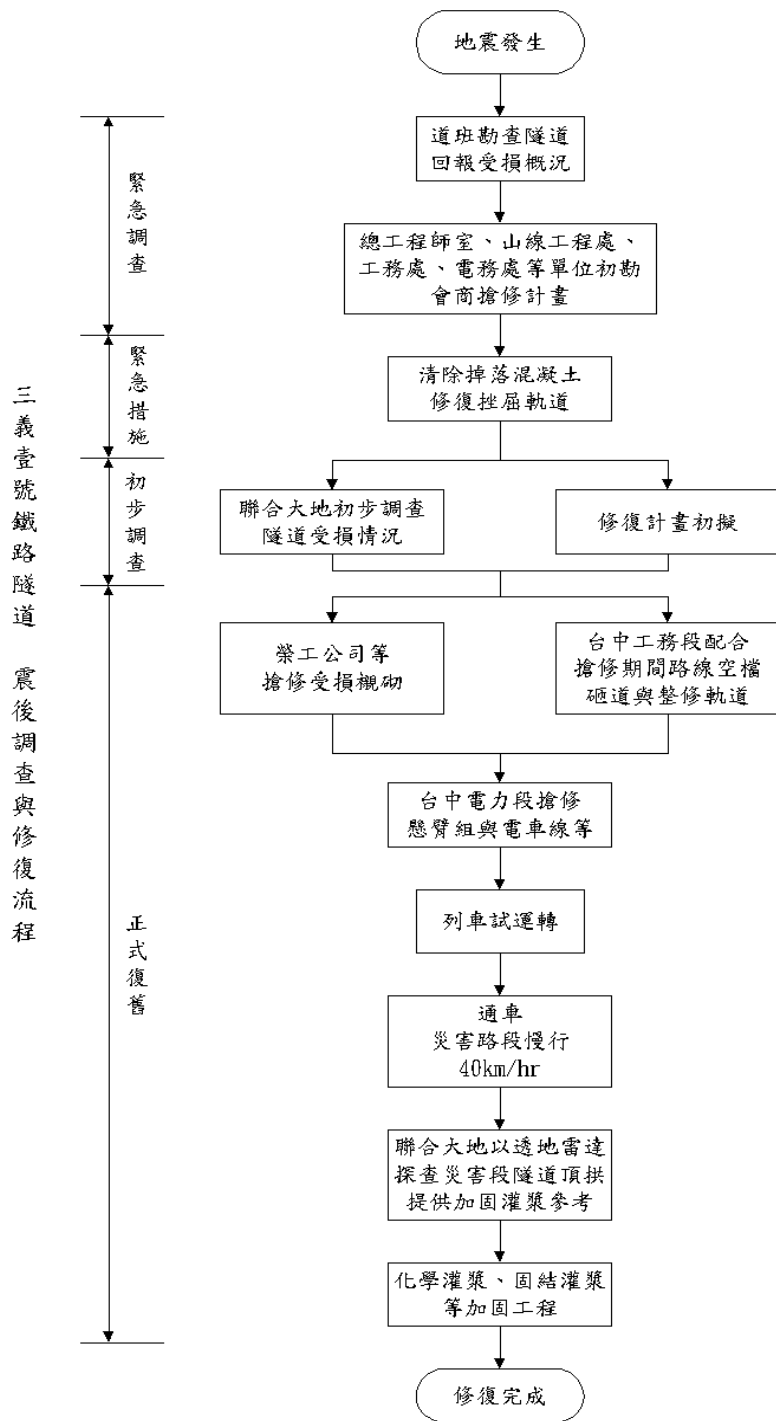 地震發生
道班勘查隧道
回報受損概況
緊急調查
總工程師室、山線工程處、
工務處、電務處等單位初勘
會商搶修計畫
緊急措施
清除掉落混凝土
修復挫屈軌道
三義壹號鐵路隧道 震後調查與修復流程
初步調查
聯合大地初步調查
隧道受損情況
修復計畫初擬
榮工公司等
搶修受損襯砌
台中工務段配合
搶修期間路線空檔
砸道與整修軌道
台中電力段搶修
懸臂組與電車線等
正式復舊
列車試運轉
通車
災害路段慢行
40km/hr
聯合大地以透地雷達
探查災害段隧道頂拱
提供加固灌漿參考
化學灌漿、固結灌漿
等加固工程
修復完成